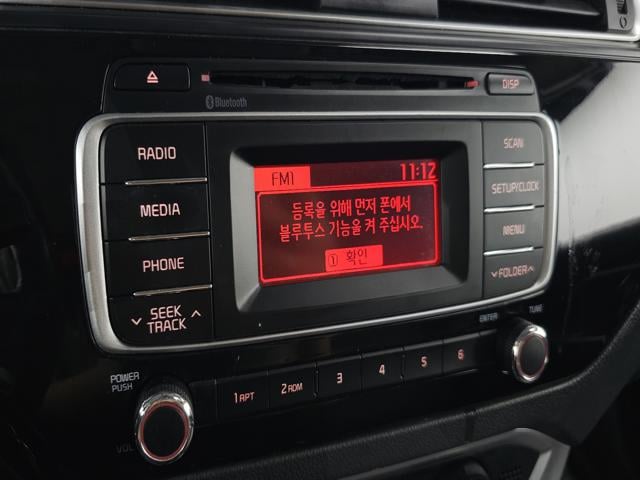 DISP
Bluetooth
RADIO
MEDIA
PHONE
SEEK
TRACK
FM1 11:12
등록을 위해 먼저 폰에서
블루투스 기능을 켜 주십시오.
① 확인
SCAN
SETUP/CLOCK
MENU
FOLDER
ENTER
TUNE
POWER
PUSH
VOL
1 RPT
2 RDM
3
4
5
6